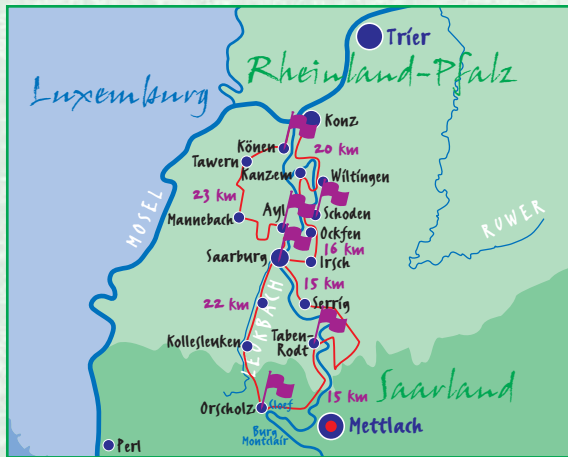 Trier
Rheinland-Pfalz
Luxemburg
Konz
Könen
20 km
Tawern
Kanzem
Wiltingen
23 km
MOSEL
Mannebach
Ayl
Schoden
RUWER
Ockfen
16 km
Saarburg
Irsch
15 km
22 km
LEUKBACH
Serrig
Kollesleuken
Taben-
Rodt
Saarland
15 km
Orscholz
Cloef
Mettlach
Burg
Montclair
Perl